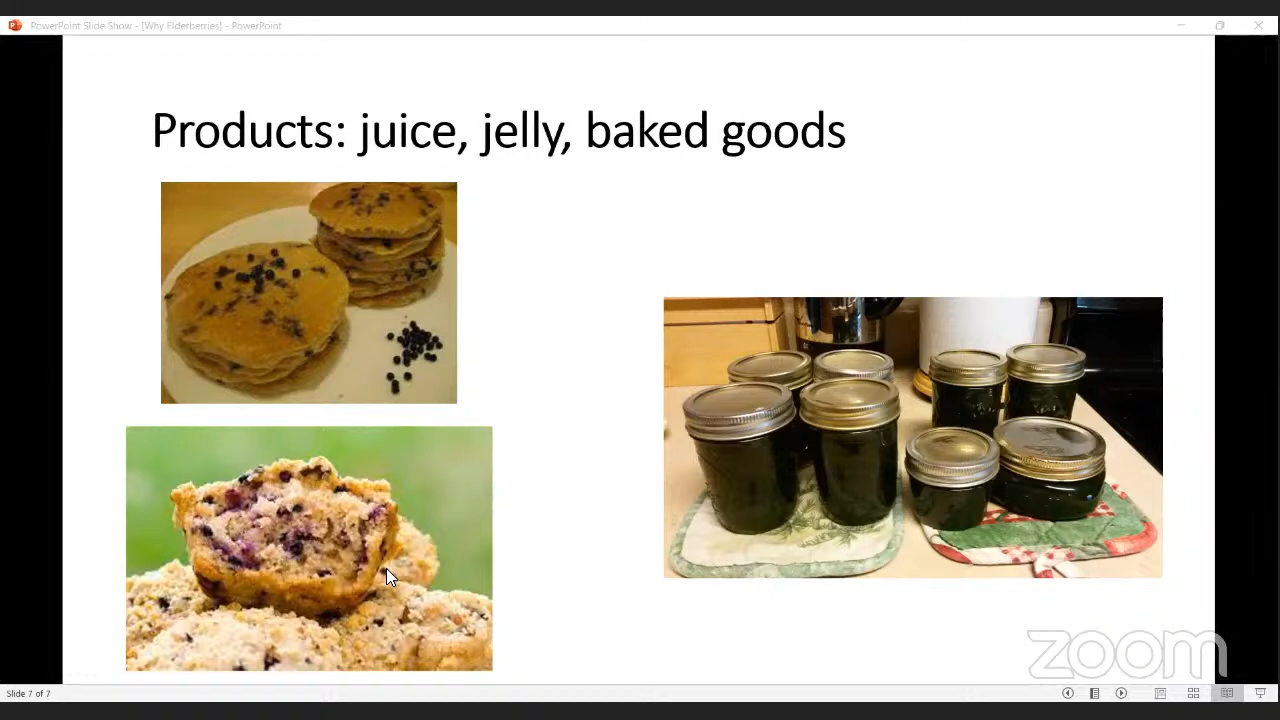 PowerPoint Slide Show - [Why Elderberries] - PowerPoint
Products: juice, jelly, baked goods
zoom
Slide 7 of 7